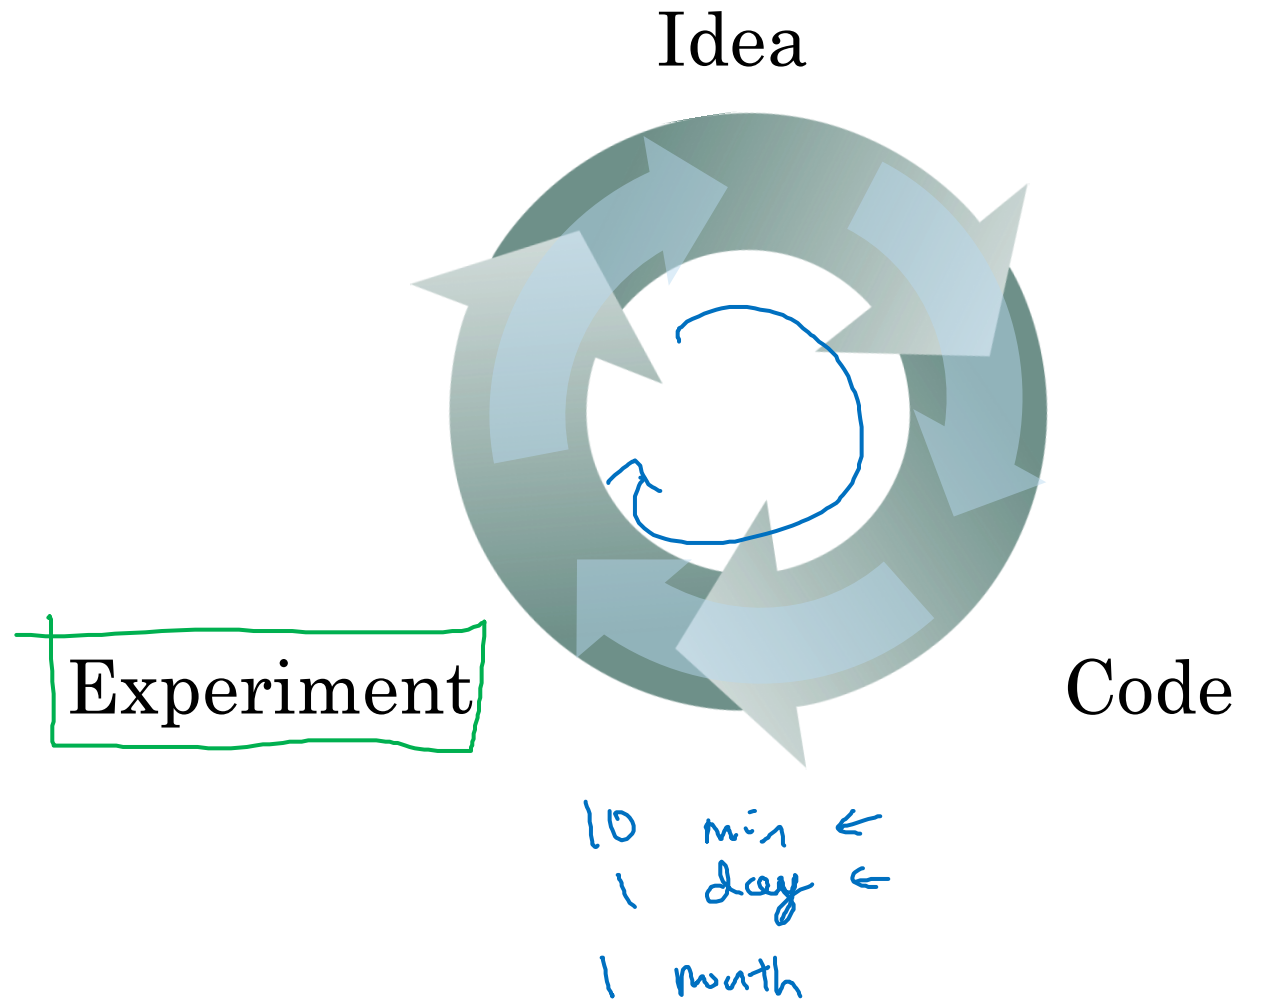 Idea
Experiment
Code
10 min ←
1 day ←
1 month